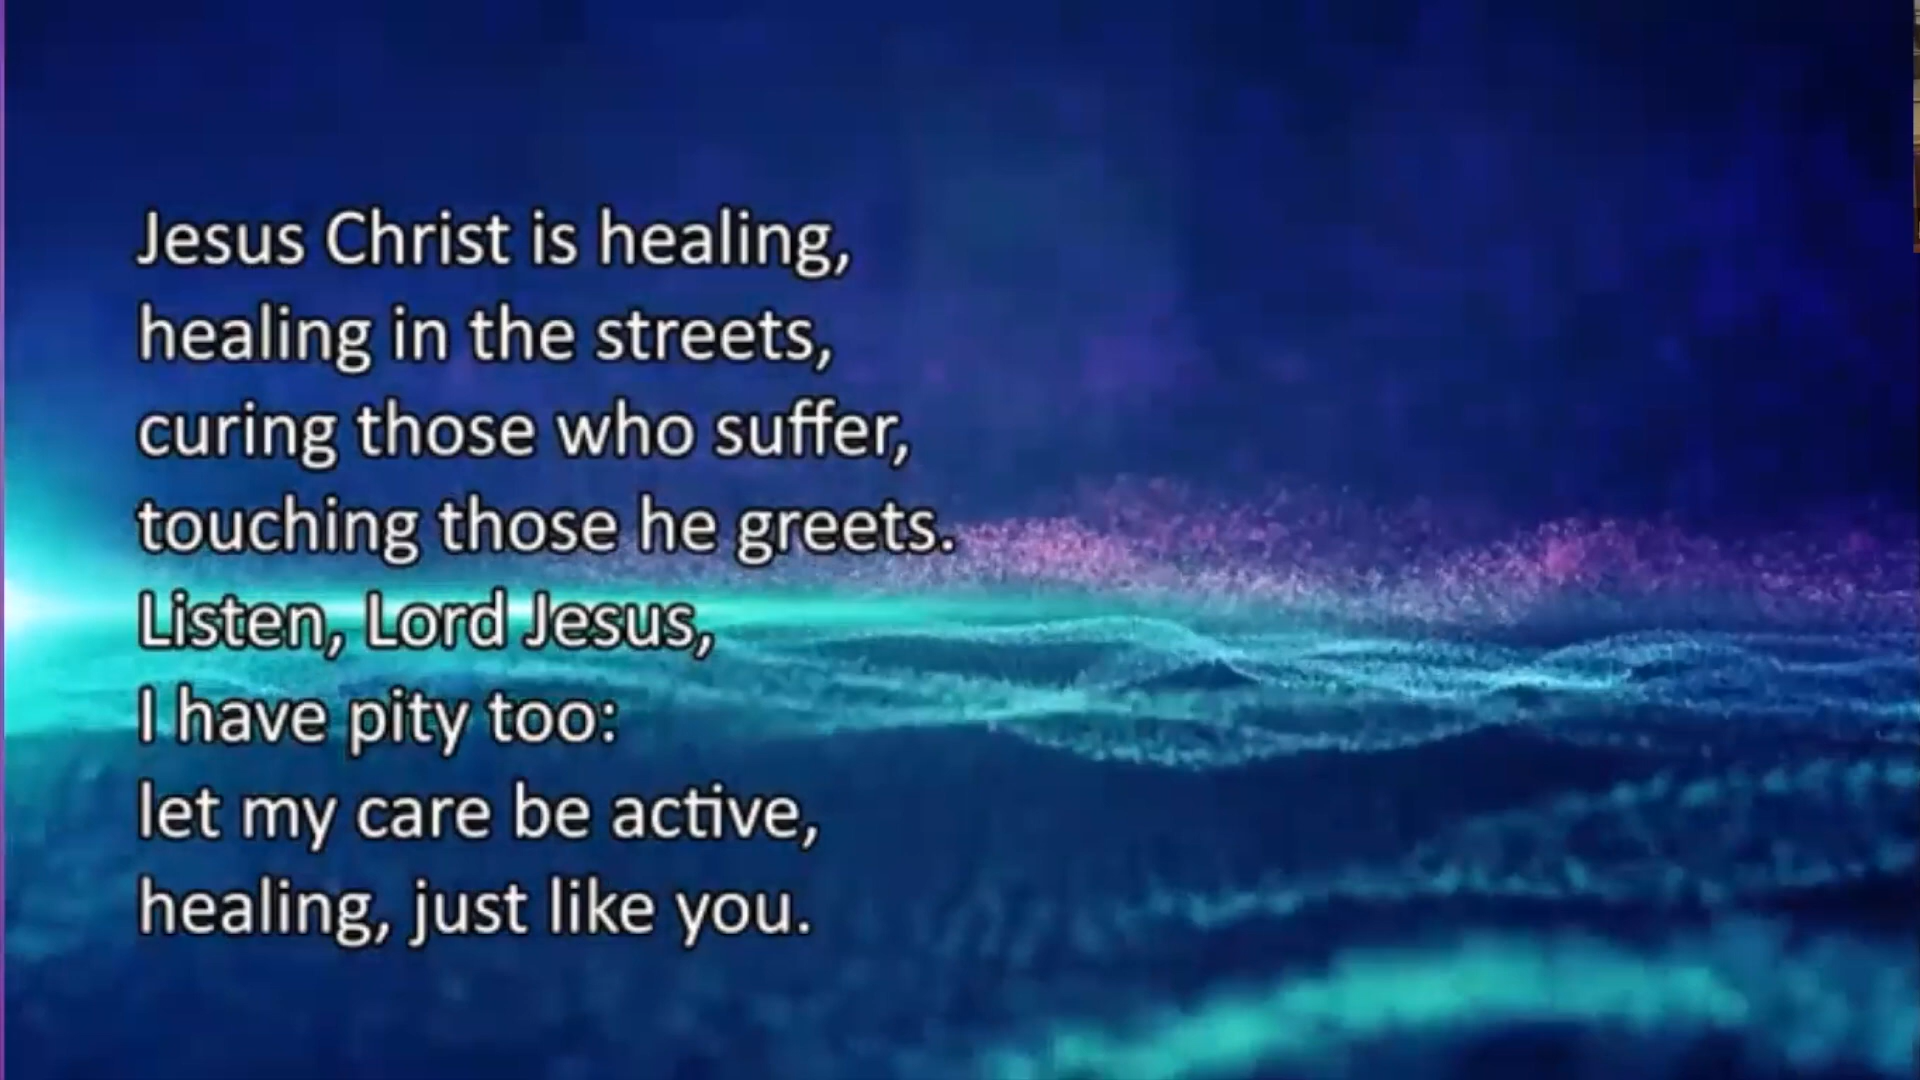 Jesus Christ is healing,
healing in the streets,
curing those who suffer,
touching those he greets.
Listen, Lord Jesus,
I have pity too:
let my care be active,
healing, just like you.